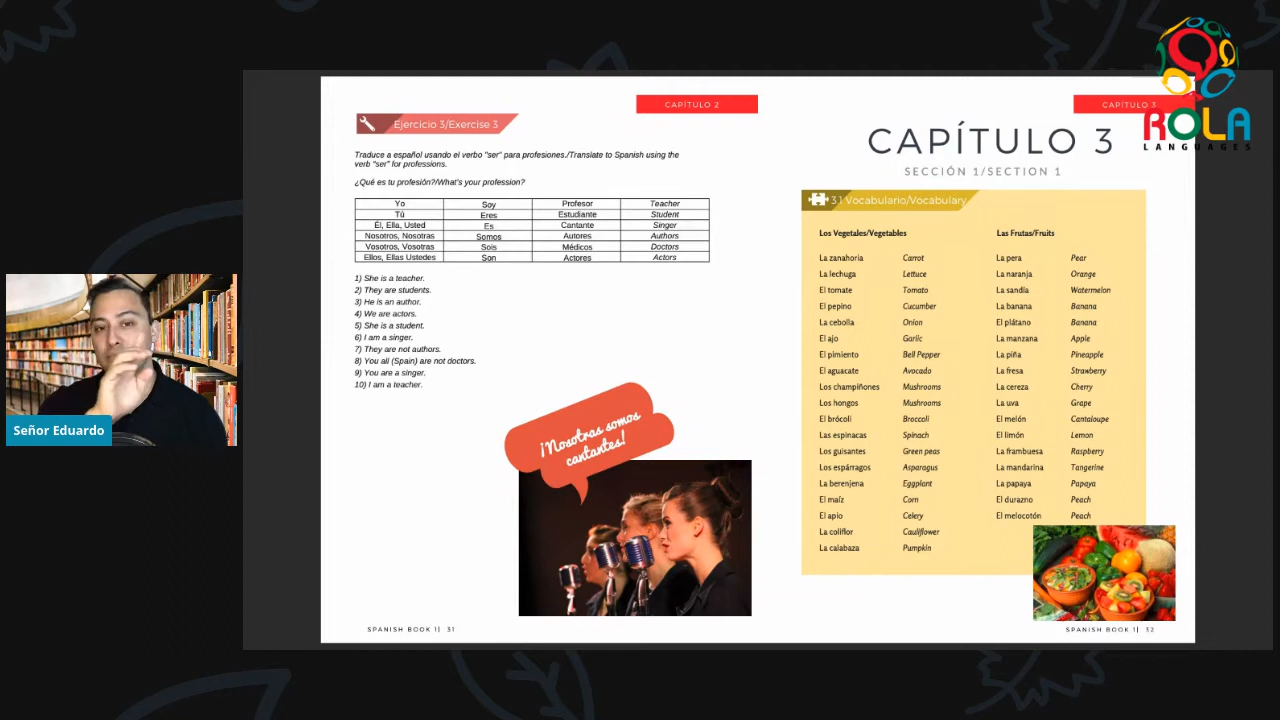 CAPÍTULO 2
Ejercicio 3/Exercise 3
Traduce a español usando el verbo "ser" para profesiones./Translate to Spanish using the
verb "ser" for professions.
¿Qué es tu profesión?/What's your profession?
Yo Soy Profesor Teacher
Tú Eres Estudiante Student
Él, Ella, Usted Es Cantante Singer
Nosotros, Nosotras Somos Autores Authors
Vosotros, Vosotras Sois Médicos Doctors
Ellos, Ellas Ustedes Son Actores Actors
1) She is a teacher.
2) They are students.
3) He is an author.
4) We are actors.
5) She is a student.
6) I am a singer.
7) They are not authors.
8) You all (Spain) are not doctors.
9) You are a singer.
10) I am a teacher.
¡Nosotras somos
cantantes!
SPANISH BOOK 1| 31
CAPÍTULO 3
CAPÍTULO 3
SECCIÓN 1/SECTION 1
3.1 Vocabulario/Vocabulary
Los Vegetales/Vegetables Las Frutas/Fruits
La zanahoria Carrot La pera Pear
La lechuga Lettuce La naranja Orange
El tomate Tomato La sandía Watermelon
El pepino Cucumber La banana Banana
La cebolla Onion El plátano Banana
El ajo Garlic La manzana Apple
El pimiento Bell Pepper La piña Pineapple
El aguacate Avocado La fresa Strawberry
Los champiñones Mushrooms La cereza Cherry
Los hongos Mushrooms La uva Grape
El brócoli Broccoli El melón Cantaloupe
Las espinacas Spinach El limón Lemon
Los guisantes Green peas La frambuesa Raspberry
Los espárragos Asparagus La mandarina Tangerine
La berenjena Eggplant La papaya Papaya
El maíz Corn El durazno Peach
El apio Celery El melocotón Peach
La coliflor Cauliflower
La calabaza Pumpkin
SPANISH BOOK 1| 32
ROLA
LANGUAGES
Señor Eduardo